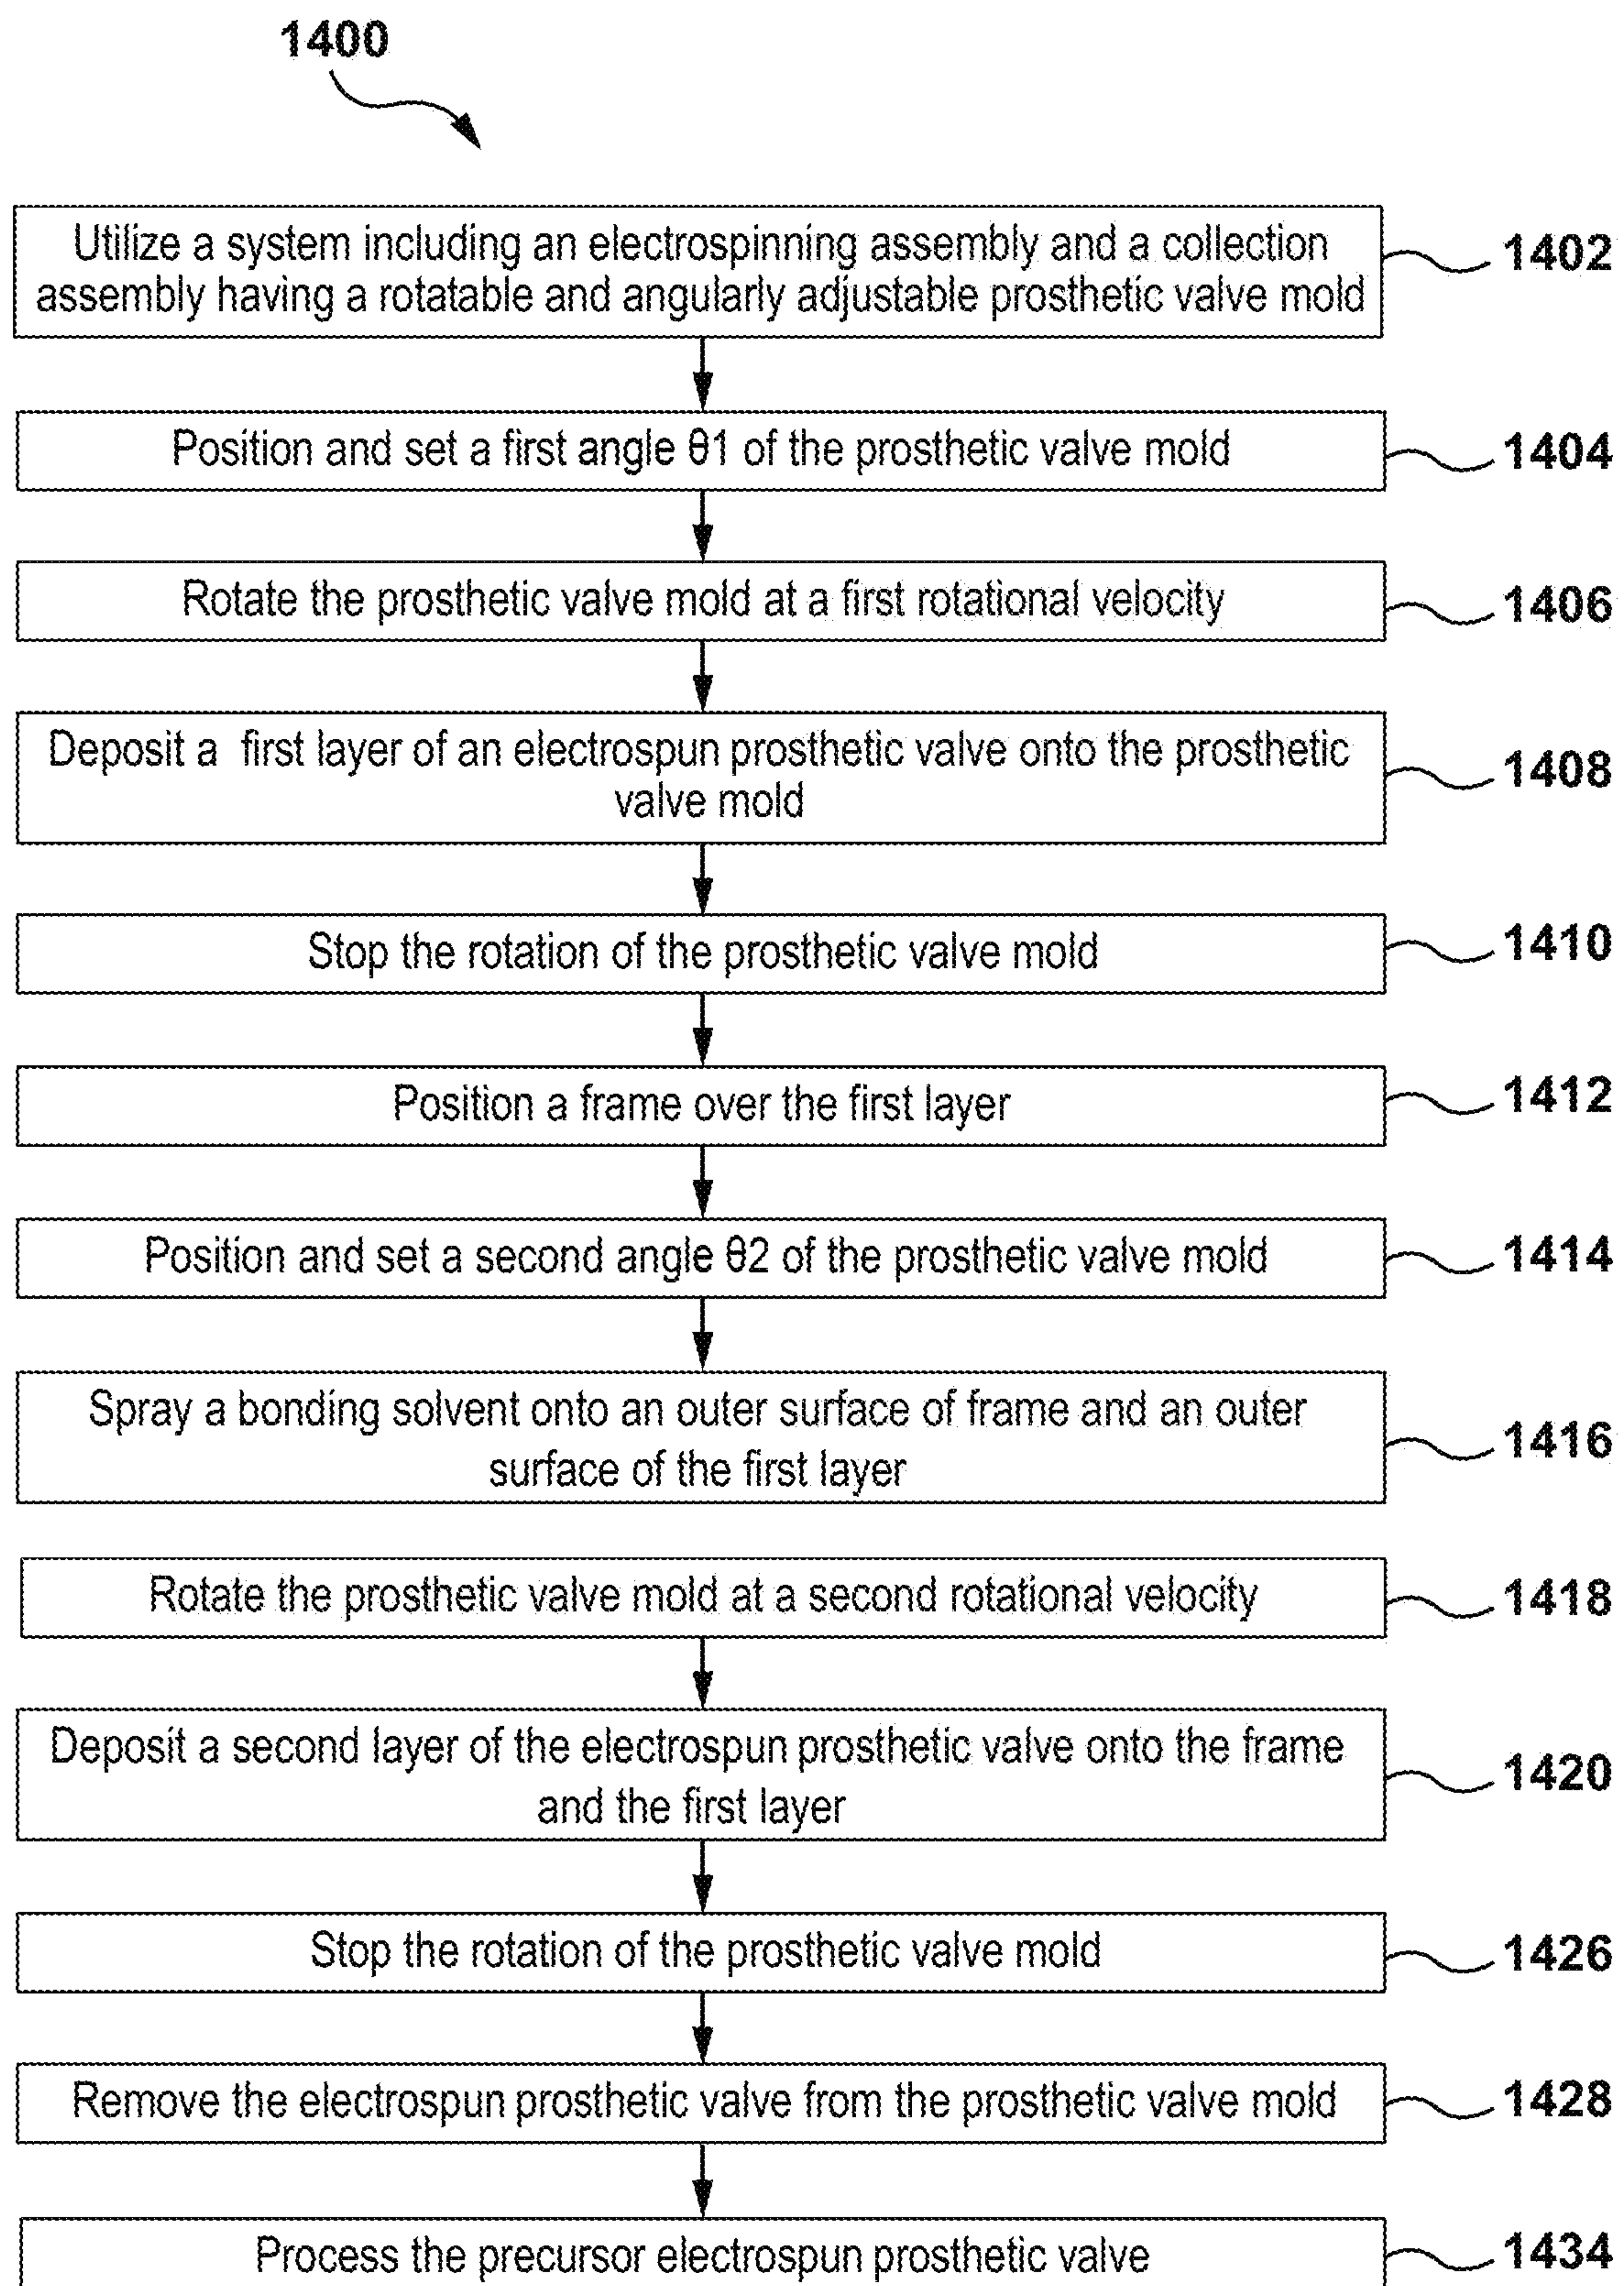 1400
Utilize a system including an electrospinning assembly and a collection
assembly having a rotatable and angularly adjustable prosthetic valve mold
1402
Position and set a first angle θ1 of the prosthetic valve mold
1404
Rotate the prosthetic valve mold at a first rotational velocity
1406
Deposit a first layer of an electrospun prosthetic valve onto the prosthetic
valve mold
1408
Stop the rotation of the prosthetic valve mold
1410
Position a frame over the first layer
1412
Position and set a second angle θ2 of the prosthetic valve mold
1414
Spray a bonding solvent onto an outer surface of frame and an outer
surface of the first layer
1416
Rotate the prosthetic valve mold at a second rotational velocity
1418
Deposit a second layer of the electrospun prosthetic valve onto the frame
and the first layer
1420
Stop the rotation of the prosthetic valve mold
1426
Remove the electrospun prosthetic valve from the prosthetic valve mold
1428
Process the precursor electrospun prosthetic valve
1434